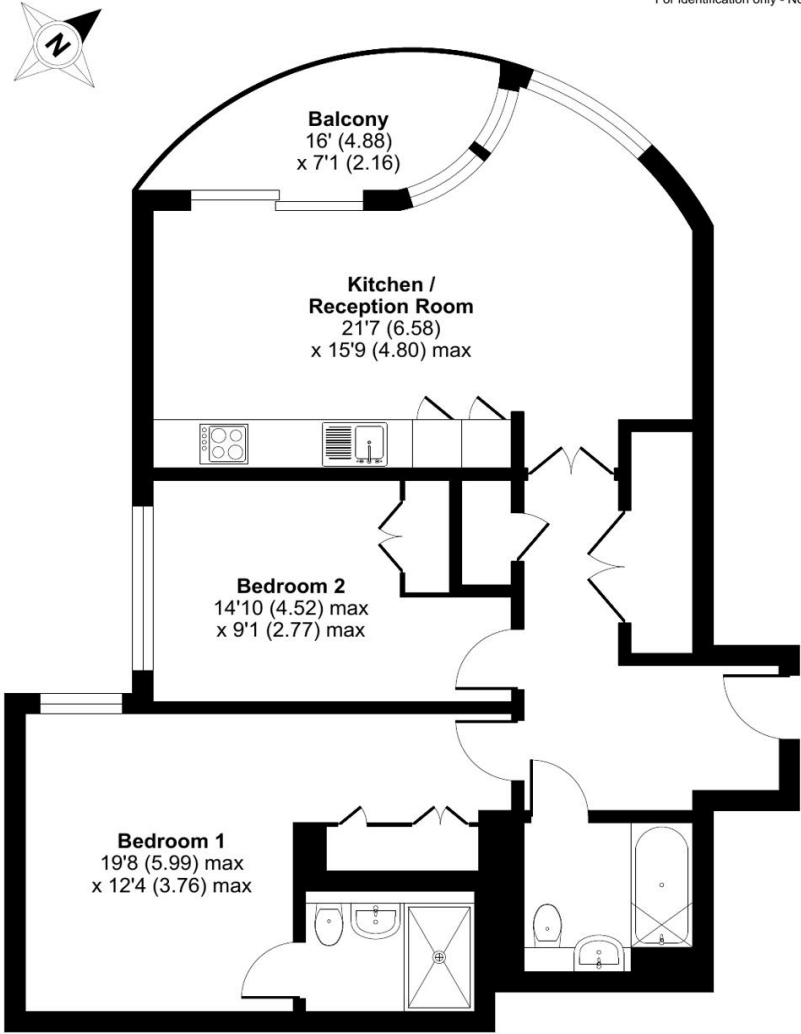 For identification only - No
N
Balcony
16' (4.88)
x 7'1 (2.16)
Kitchen /
Reception Room
21'7 (6.58)
x 15'9 (4.80) max
Bedroom 2
14'10 (4.52) max
x 9'1 (2.77) max
Bedroom 1
19'8 (5.99) max
x 12'4 (3.76) max